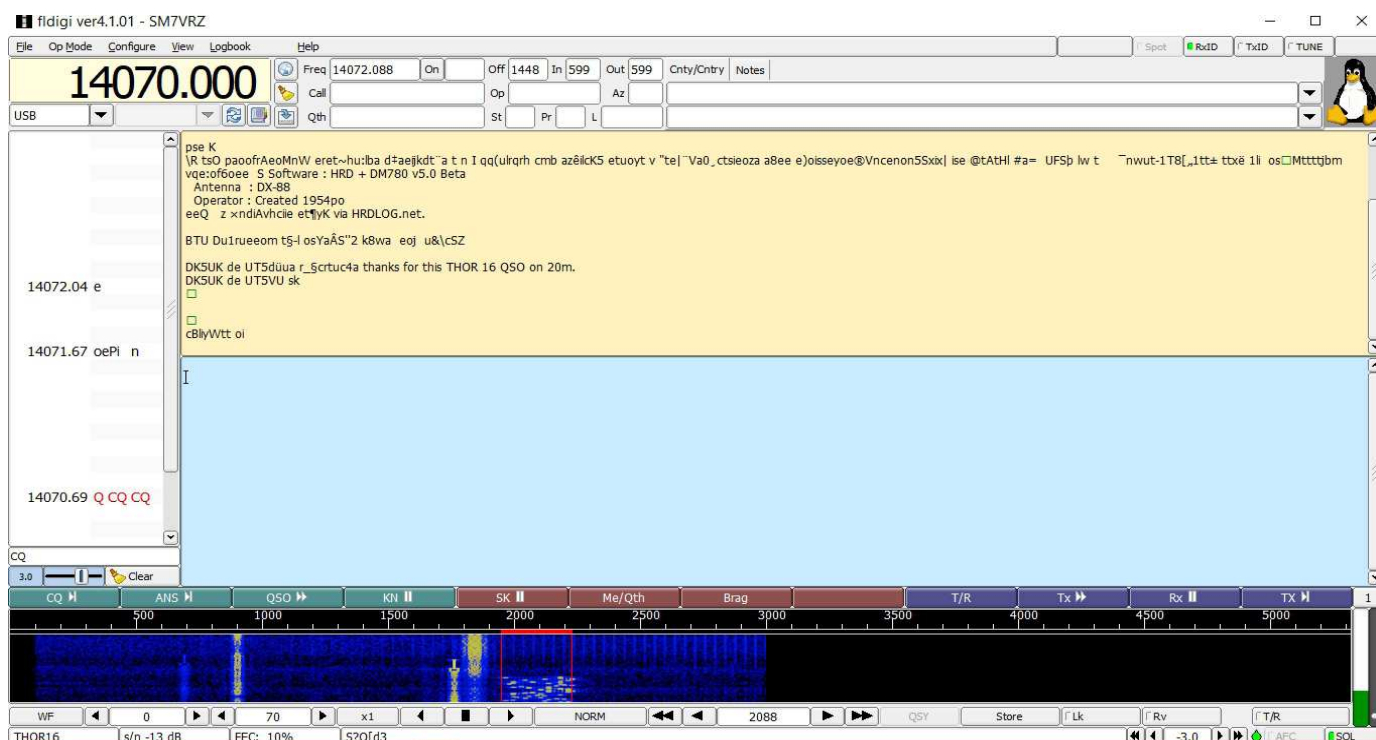 fldigi ver4.1.01 - SM7VRZ
File Op Mode Configure View Logbook Help
Spot RxID TxID TUNE
14070.000
Freq 14072.088 On Off 1448 In 599 Out 599 Cnty/Cntry Notes
Call Op Az
USB
Qth St Pr L
pse K
S Software : HRD + DM780 v5.0 Beta
Antenna : DX-88
Operator : Created 1954po
via HRDLOG.net.
BTU
DK5UK de thanks for this THOR 16 QSO on 20m.
DK5UK de UT5VU sk
cBliyWtt oi
14072.04 e
14071.67 oePi n
14070.69 Q CQ CQ
CQ
3.0 Clear
CQ ANS QSO KN SK Me/Qth Brag T/R Tx Rx TX 1
500 1000 1500 2000 2500 3000 3500 4000 4500 5000
WF 0 70 x1 NORM 2088 QSY Store Lk Rv T/R
THOR16 s/n -13 dB FEC: 10% S?O[d3 -3.0 AFC SQL